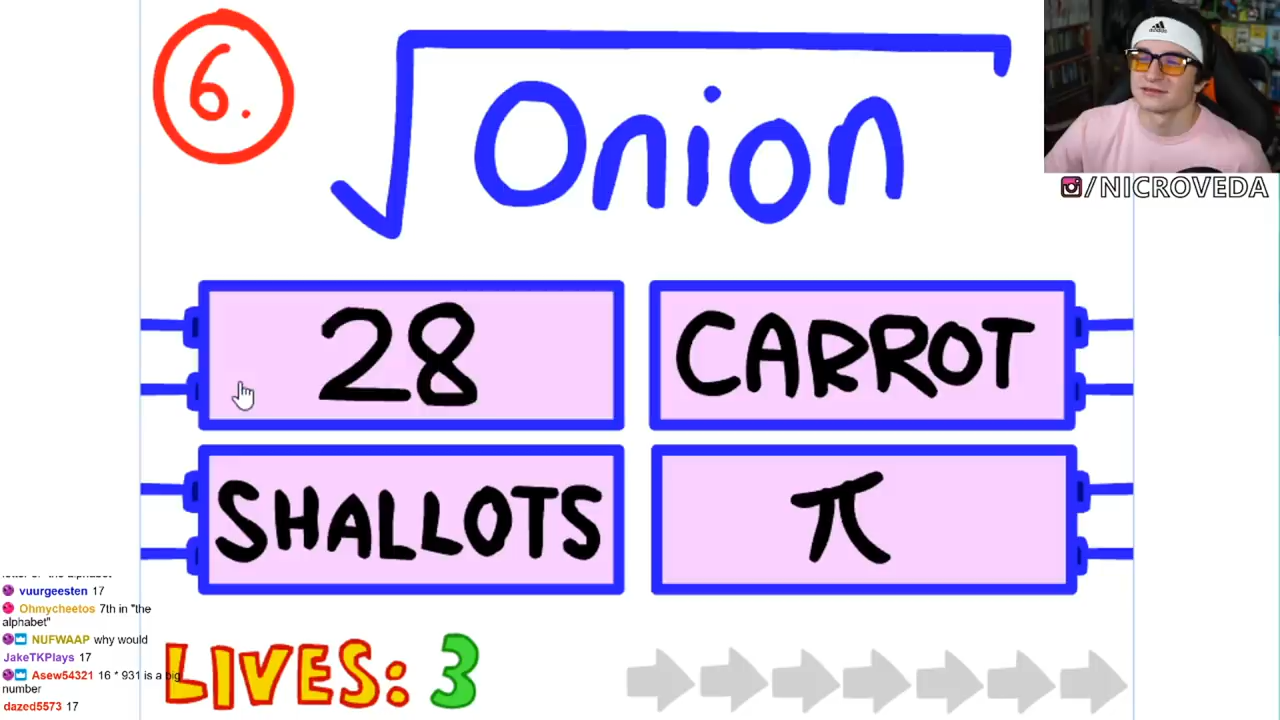 6.
√Onion
/NICROVEDA
28
CARROT
SHALLOTS
π
vuurgeesten 17
Ohmycheetos 7th in "the
alphabet"
NUFWAAP why would
JakeTKPlays 17
Asew54321 16 * 931 is a big
number
dazed5573 17
LIVES: 3